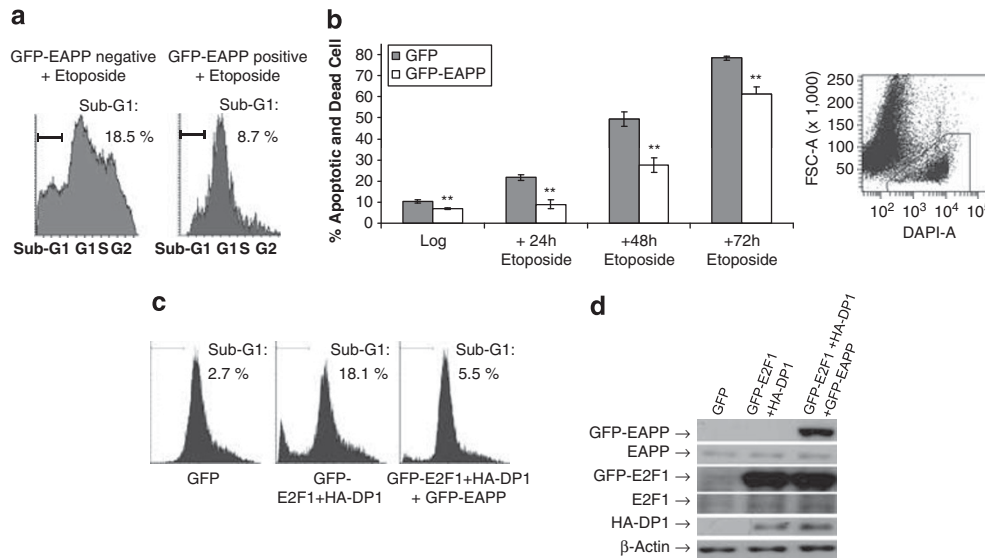 a
GFP-EAPP negative
+ Etoposide
GFP-EAPP positive
+ Etoposide
Sub-G1:
18.5 %
Sub-G1:
8.7 %
Sub-G1 G1 S G2
Sub-G1 G1 S G2
b
% Apoptotic and Dead Cell
80
70
60
50
40
30
20
10
0
GFP
GFP-EAPP
**
**
**
**
Log
+ 24h
Etoposide
+48h
Etoposide
+72h
Etoposide
FSC-A (x 1,000)
250
200
150
100
50
10² 10³ 10⁴ 10⁵
DAPI-A
c
Sub-G1:
2.7 %
Sub-G1:
18.1 %
Sub-G1:
5.5 %
GFP
GFP-
E2F1+HA-DP1
GFP-E2F1+HA-DP1
+ GFP-EAPP
d
GFP
GFP-E2F1
+HA-DP1
GFP-E2F1 +HA-DP1
+GFP-EAPP
GFP-EAPP →
EAPP →
GFP-E2F1 →
E2F1 →
HA-DP1 →
β-Actin →